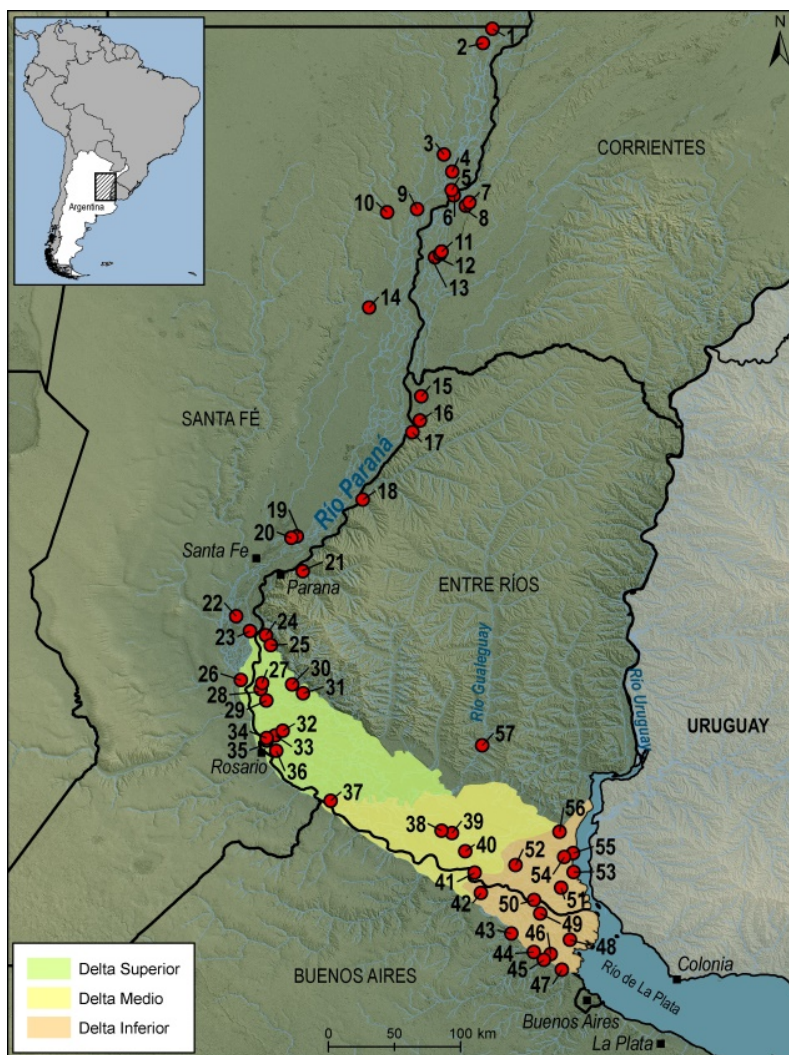 Argentina
N
1
2
3
4
CORRIENTES
5
7
10
9
6
8
11
12
13
14
15
SANTA FÉ
16
17
Río Paraná
18
19
20
Santa Fe
21
Parana
ENTRE RÍOS
22
24
23
25
Río Gualeguay
Río Uruguay
26
27
30
28
31
29
URUGUAY
32
34
57
35
33
Rosario
36
37
56
38
39
55
40
52
54
53
41
51
50
42
49
43
46
48
44
45
47
Río de La Plata
Delta Superior
Delta Medio
Delta Inferior
BUENOS AIRES
Colonia
Buenos Aires
0 50 100 km
La Plata